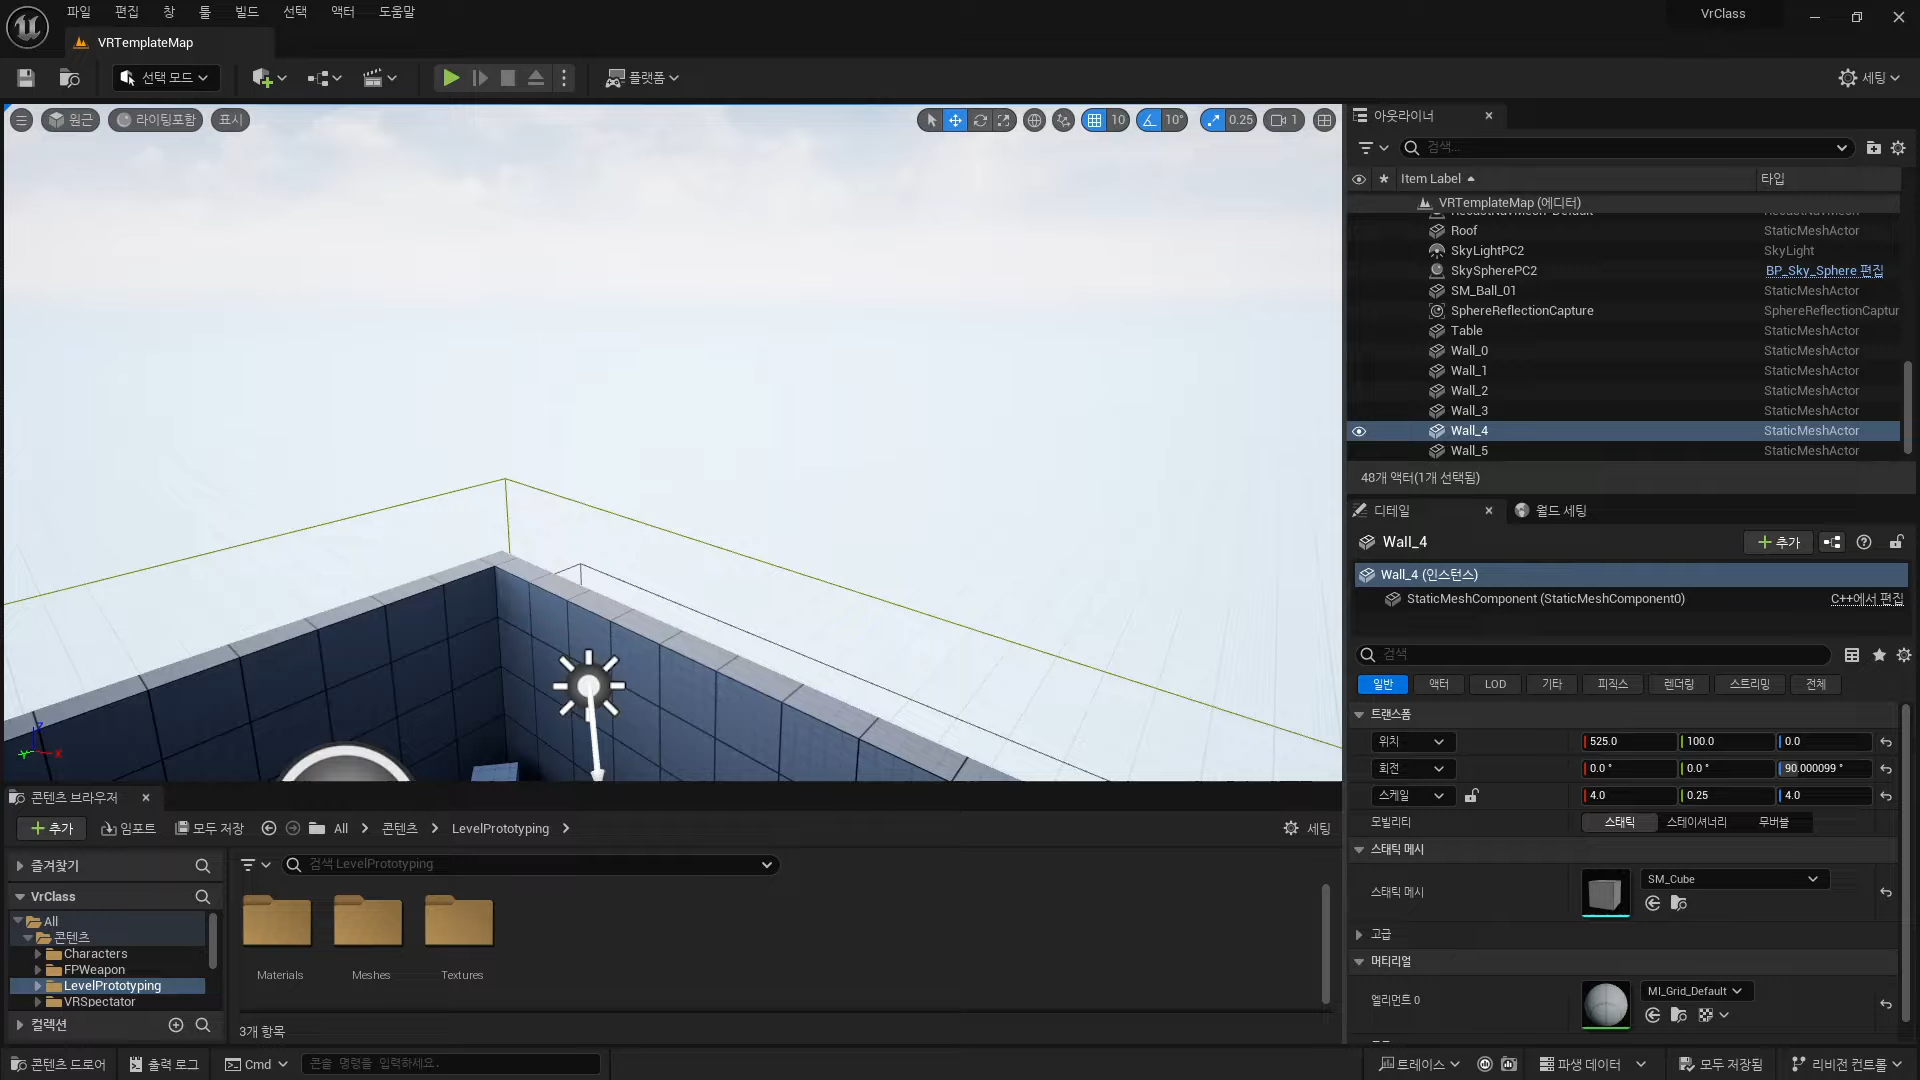 파일 편집 창 툴 빌드 선택 액터 도움말
VrClass
VRTemplateMap
선택 모드
플랫폼
세팅
원근 라이팅포함 표시
10 10° 0.25 1
아웃라이너
검색...
Item Label 타입
VRTemplateMap (에디터)
RecastNavMesh-Default RecastNavMesh
Roof StaticMeshActor
SkyLightPC2 SkyLight
SkySpherePC2 BP_Sky_Sphere 편집
SM_Ball_01 StaticMeshActor
SphereReflectionCapture SphereReflectionCaptur
Table StaticMeshActor
Wall_0 StaticMeshActor
Wall_1 StaticMeshActor
Wall_2 StaticMeshActor
Wall_3 StaticMeshActor
Wall_4 StaticMeshActor
Wall_5 StaticMeshActor
48개 액터(1개 선택됨)
디테일 월드 세팅
Wall_4 추가
Wall_4 (인스턴스)
StaticMeshComponent (StaticMeshComponent0) C++에서 편집
검색
일반 액터 LOD 기타 피직스 렌더링 스트리밍 전체
트랜스폼
위치 525.0 100.0 0.0
회전 0.0 ° 0.0 ° 90.000099 °
스케일 4.0 0.25 4.0
모빌리티 스태틱 스테이셔너리 무버블
스태틱 메시
스태틱 메시 SM_Cube
고급
머티리얼
엘리먼트 0 MI_Grid_Default
Z
Y X
콘텐츠 브라우저
추가 임포트 모두 저장 All 콘텐츠 LevelPrototyping 세팅
즐겨찾기
검색 LevelPrototyping
VrClass
All
콘텐츠
Characters
FPWeapon
LevelPrototyping
VRSpectator
컬렉션
Materials Meshes Textures
3개 항목
콘텐츠 드로어 출력 로그 Cmd 콘솔 명령을 입력하세요.
트레이스 파생 데이터 모두 저장됨 리비전 컨트롤